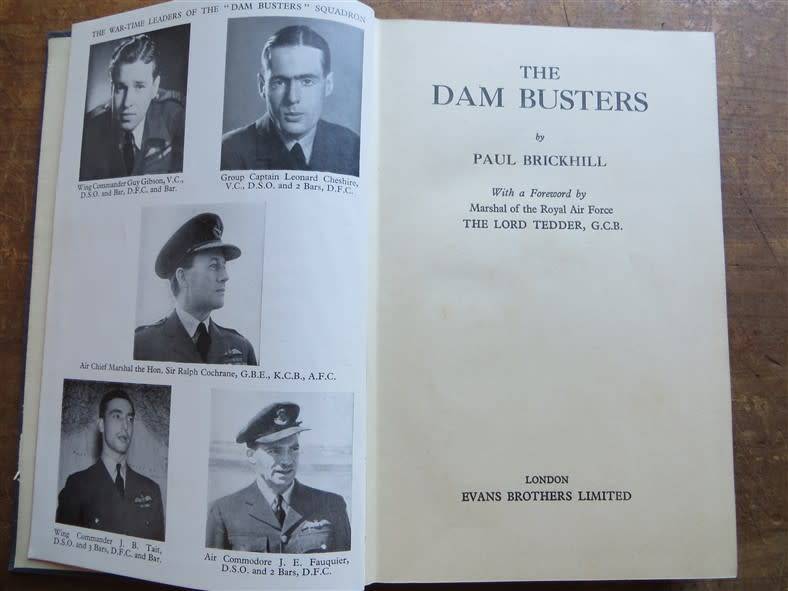 THE WAR-TIME LEADERS OF THE "DAM BUSTERS" SQUADRON
Wing Commander Guy Gibson, V.C.,
D.S.O. and Bar, D.F.C. and Bar.
Group Captain Leonard Cheshire,
V.C., D.S.O. and 2 Bars, D.F.C.
Air Chief Marshal the Hon. Sir Ralph Cochrane, G.B.E., K.C.B., A.F.C.
Wing Commander J. B. Tait,
D.S.O. and 3 Bars, D.F.C. and Bar.
Air Commodore J. E. Fauquier,
D.S.O. and 2 Bars, D.F.C.
THE
DAM BUSTERS
by
PAUL BRICKHILL
With a Foreword by
Marshal of the Royal Air Force
THE LORD TEDDER, G.C.B.
LONDON
EVANS BROTHERS LIMITED